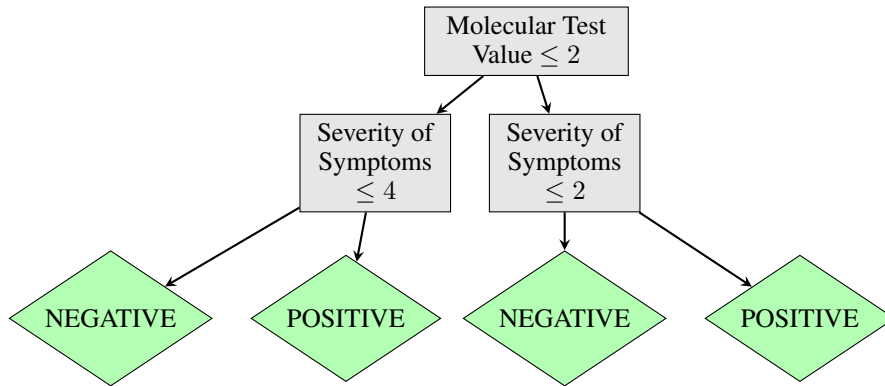 Molecular Test
Value ≤ 2
Severity of
Symptoms
≤ 4
Severity of
Symptoms
≤ 2
NEGATIVE
POSITIVE
NEGATIVE
POSITIVE